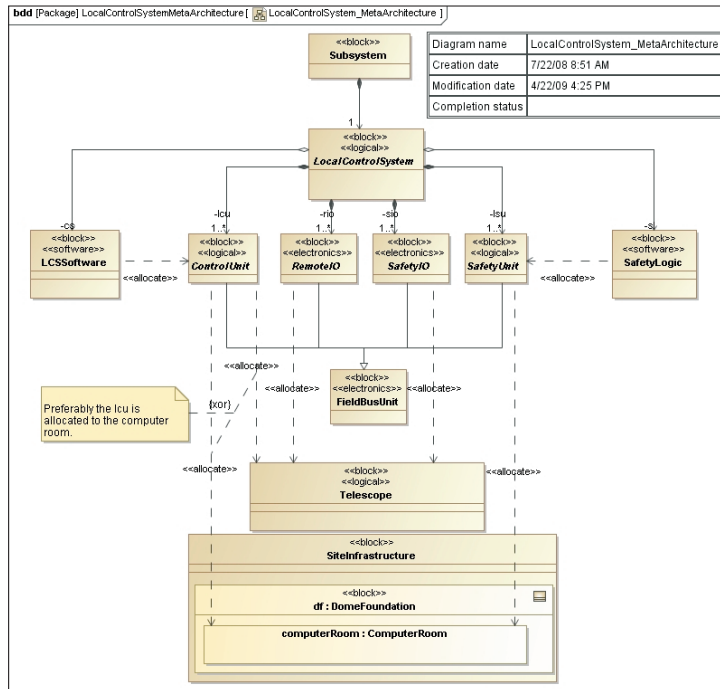 bdd [Package] LocalControlSystemMetaArchitecture [ LocalControlSystem_MetaArchitecture ]
<<block>>
Subsystem
Diagram name LocalControlSystem_MetaArchitecture
Creation date 7/22/08 8:51 AM
Modification date 4/22/09 4:25 PM
Completion status
1
<<block>>
<<logical>>
LocalControlSystem
-cs
-lcu
1..*
-rio
1..*
-sio
1..*
-lsu
1..*
-sl
<<block>>
<<software>>
LCSSoftware
<<block>>
<<logical>>
ControlUnit
<<block>>
<<electronics>>
RemoteIO
<<block>>
<<electronics>>
SafetyIO
<<block>>
<<logical>>
SafetyUnit
<<block>>
<<software>>
SafetyLogic
<<allocate>>
<<allocate>>
<<allocate>>
<<block>>
<<electronics>>
FieldBusUnit
<<allocate>>
<<allocate>>
Preferably the lcu is
allocated to the computer
room.
{xor}
<<allocate>>
<<allocate>>
<<block>>
<<logical>>
Telescope
<<block>>
SiteInfrastructure
<<block>>
df : DomeFoundation
computerRoom : ComputerRoom